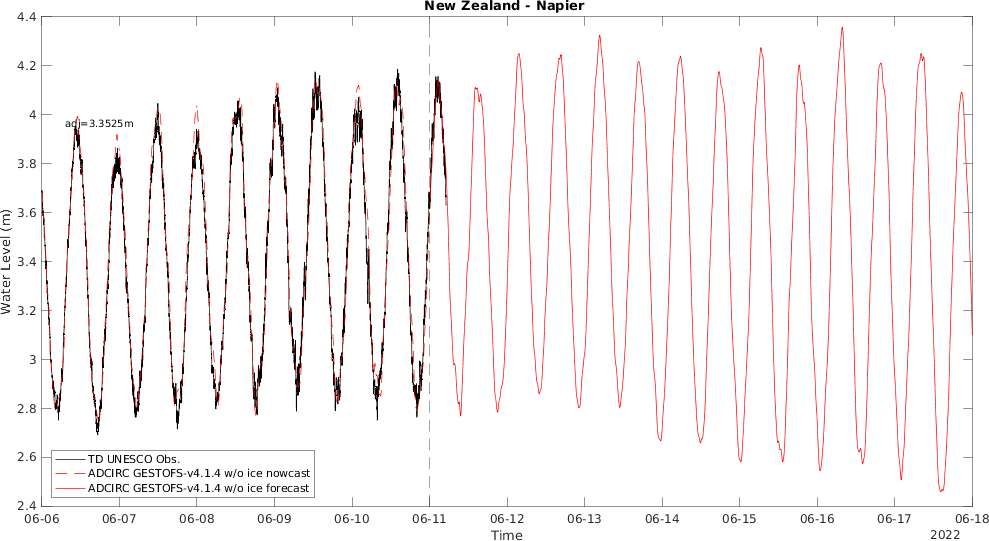 New Zealand - Napier
4.4
4.2
4
3.8
3.6
3.4
3.2
3
2.8
2.6
2.4
Water Level (m)
adj=3.3525m
TD UNESCO Obs.
ADCIRC GESTOFS-v4.1.4 w/o ice nowcast
ADCIRC GESTOFS-v4.1.4 w/o ice forecast
06-06 06-07 06-08 06-09 06-10 06-11 06-12 06-13 06-14 06-15 06-16 06-17 06-18
Time
2022